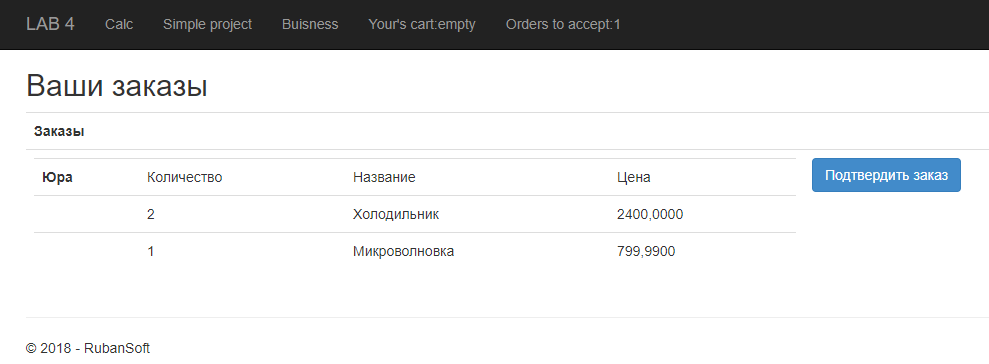 LAB 4 Calc Simple project Buisness Your's cart:empty Orders to accept:1
Ваши заказы
Заказы
Юра Количество Название Цена Подтвердить заказ
2 Холодильник 2400,0000
1 Микроволновка 799,9900
© 2018 - RubanSoft